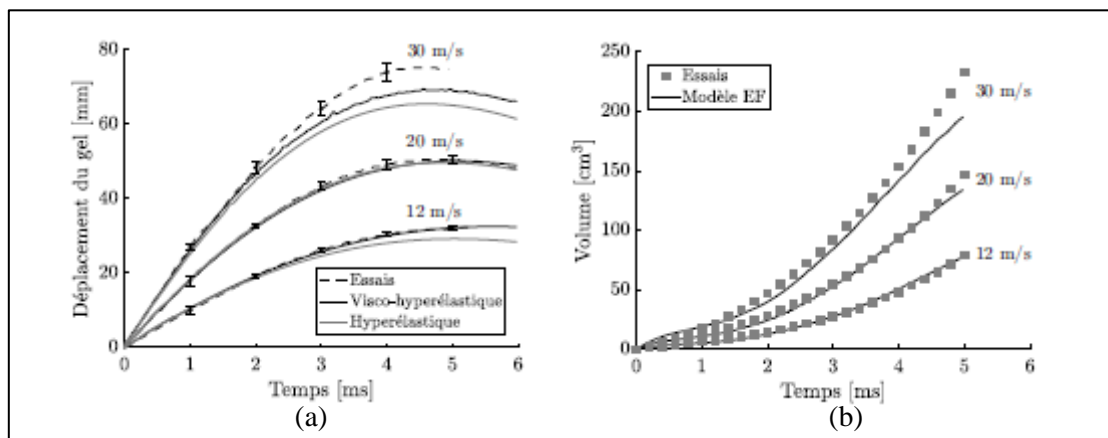 80
60
40
20
0
Déplacement du gel [mm]
30 m/s
20 m/s
12 m/s
Essais
Visco-hyperélastique
Hyperélastique
0 1 2 3 4 5 6
Temps [ms]
(a)
250
200
150
100
50
0
Volume [cm³]
Essais
Modèle EF
30 m/s
20 m/s
12 m/s
0 1 2 3 4 5 6
Temps [ms]
(b)